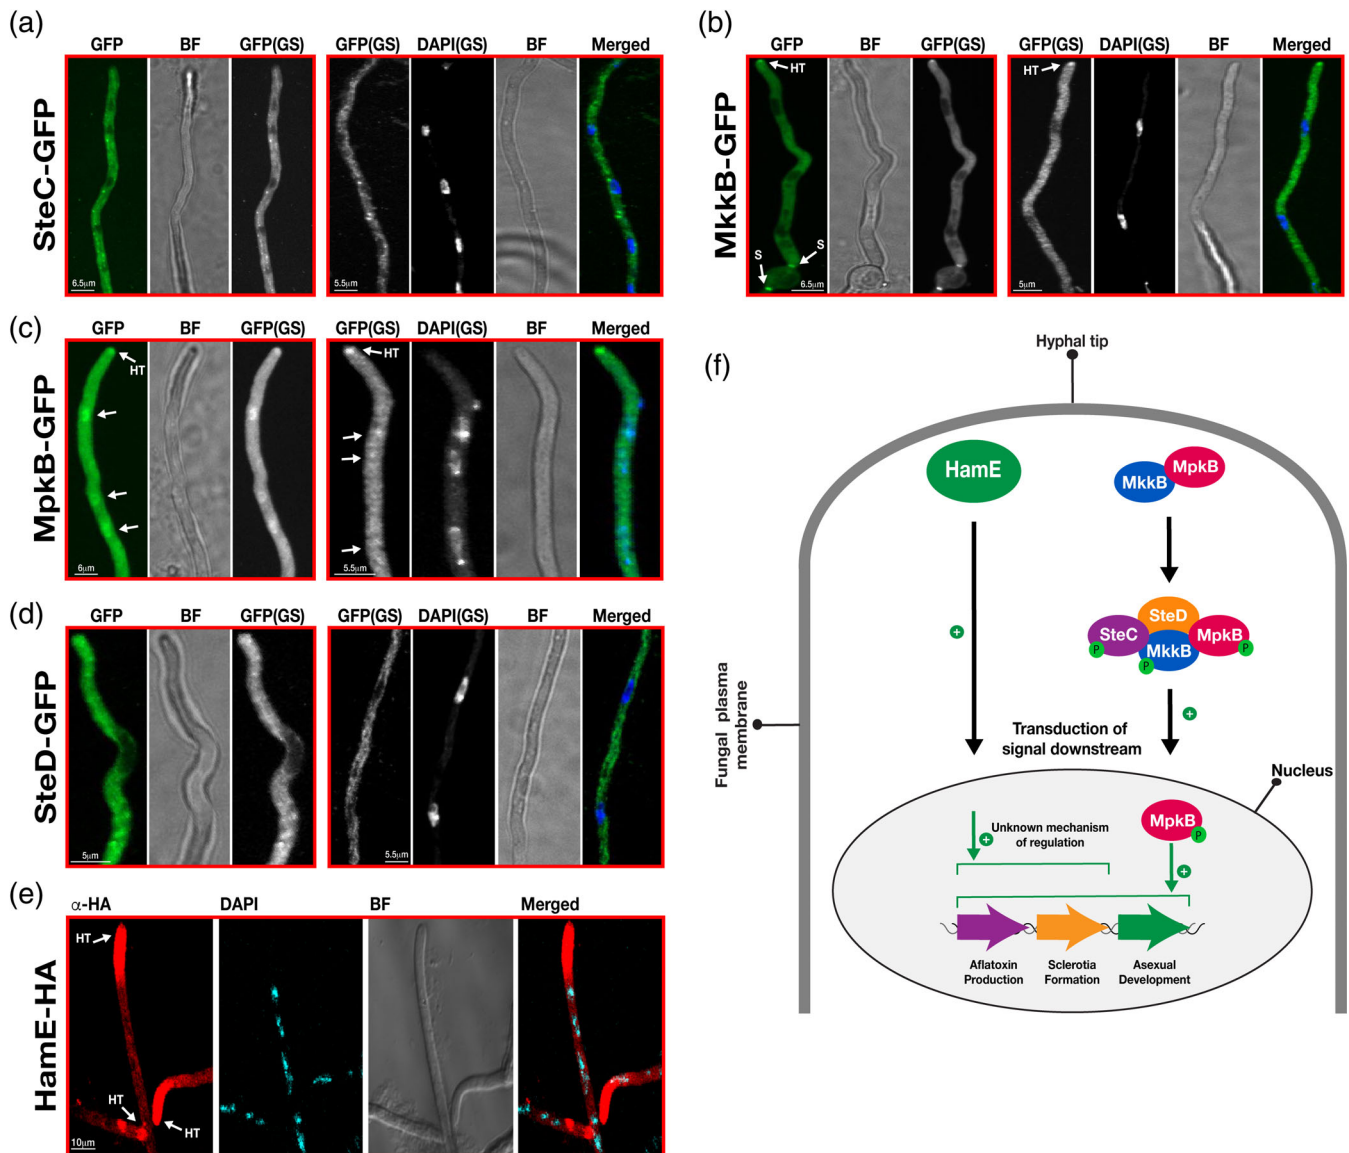 (a)
GFP BF GFP(GS) GFP(GS) DAPI(GS) BF Merged
SteC-GFP
6.5µm
5.5µm
(b)
GFP BF GFP(GS) GFP(GS) DAPI(GS) BF Merged
MkkB-GFP
HT
HT
S
S
6.5µm
5µm
(c)
GFP BF GFP(GS) GFP(GS) DAPI(GS) BF Merged
MpkB-GFP
HT
HT
6µm
5.5µm
(d)
GFP BF GFP(GS) GFP(GS) DAPI(GS) BF Merged
SteD-GFP
5µm
5.5µm
(e)
α-HA DAPI BF Merged
HamE-HA
HT
HT
HT
10µm
(f)
Hyphal tip
HamE
MkkB
MpkB
SteD
SteC
MpkB
MkkB
P
P
P
+
+
Fungal plasma
membrane
Transduction of
signal downstream
Nucleus
MpkB
P
Unknown mechanism
of regulation
+
+
Aflatoxin
Production
Sclerotia
Formation
Asexual
Development